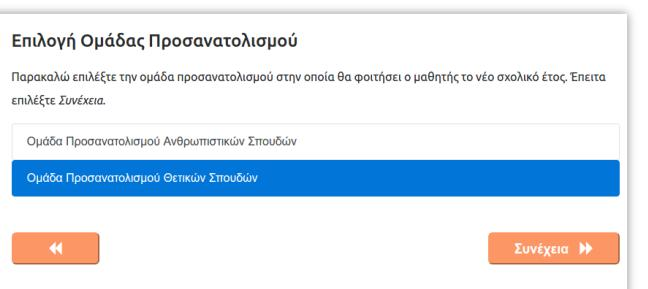 Επιλογή Ομάδας Προσανατολισμού
Παρακαλώ επιλέξτε την ομάδα προσανατολισμού στην οποία θα φοιτήσει ο μαθητής το νέο σχολικό έτος. Έπειτα
επιλέξτε Συνέχεια.
Ομάδα Προσανατολισμού Ανθρωπιστικών Σπουδών
Ομάδα Προσανατολισμού Θετικών Σπουδών
Συνέχεια